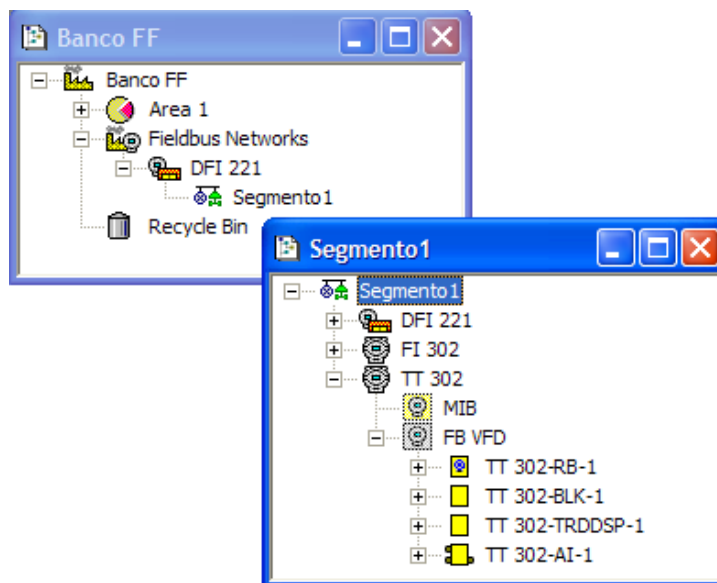 Banco FF
Banco FF
Area 1
Fieldbus Networks
DFI 221
Segmento1
Recycle Bin
Segmento1
Segmento1
DFI 221
FI 302
TT 302
MIB
FB VFD
TT 302-RB-1
TT 302-BLK-1
TT 302-TRDDSP-1
TT 302-AI-1